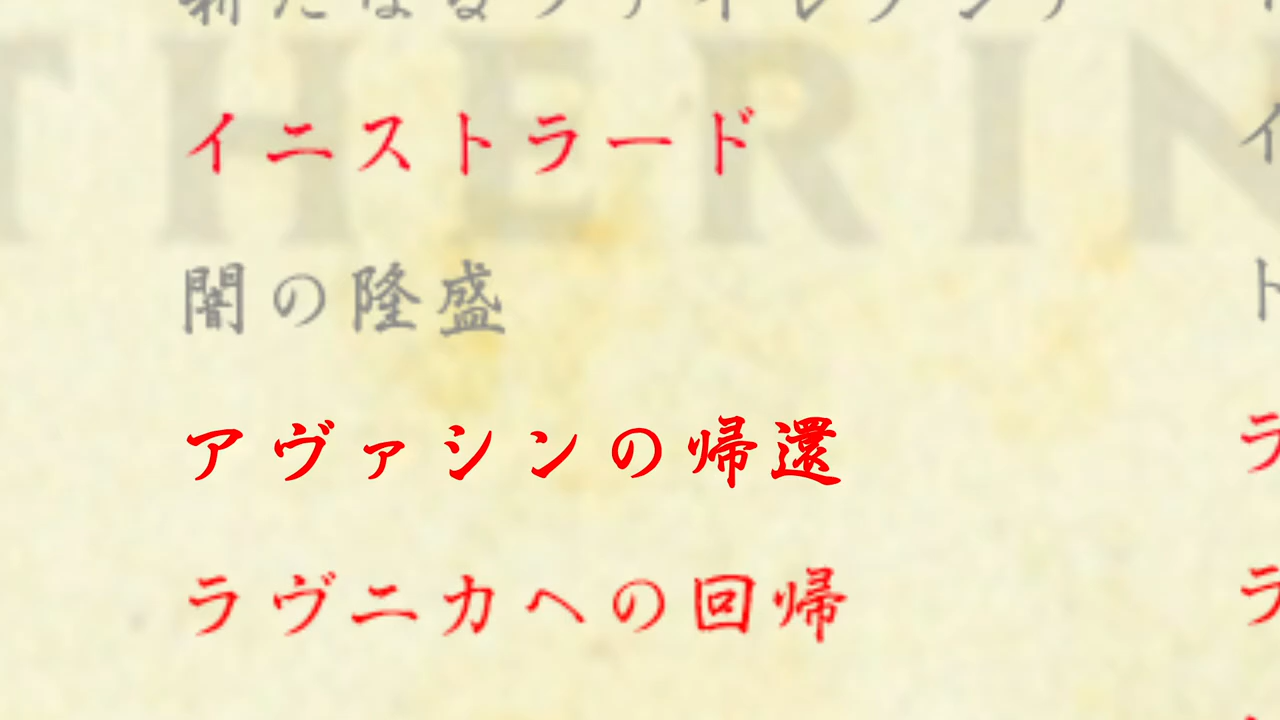 イニストラード
闇の隆盛
アヴァシンの帰還
ラヴニカへの回帰